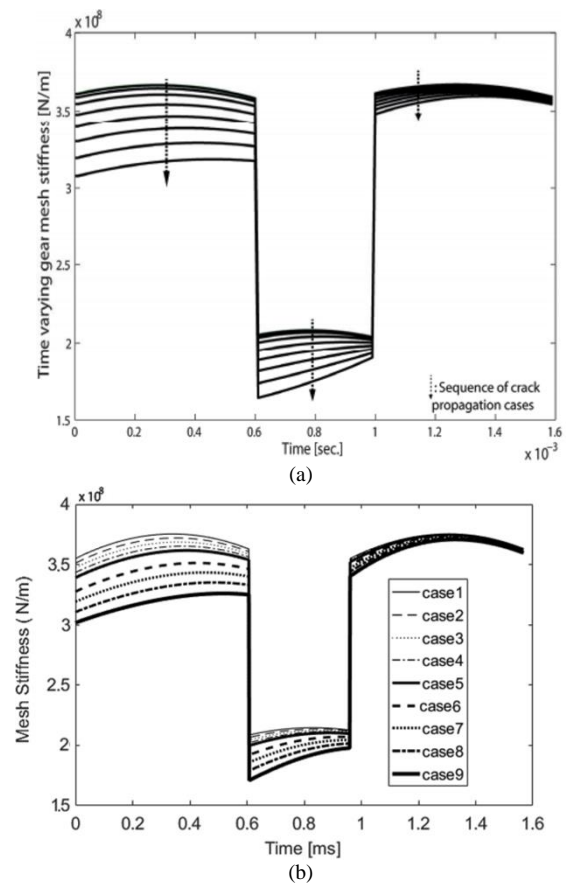 × 10⁸
4
3.5
3
2.5
2
1.5
Time varying gear mesh stiffness [N/m]
: Sequence of crack
propagation cases
0 0.2 0.4 0.6 0.8 1 1.2 1.4 1.6
Time [sec.]
× 10⁻³
(a)
× 10⁸
4
3.5
3
2.5
2
1.5
Mesh Stiffness ( N/m)
case1
case2
case3
case4
case5
case6
case7
case8
case9
0 0.2 0.4 0.6 0.8 1 1.2 1.4 1.6
Time [ms]
(b)